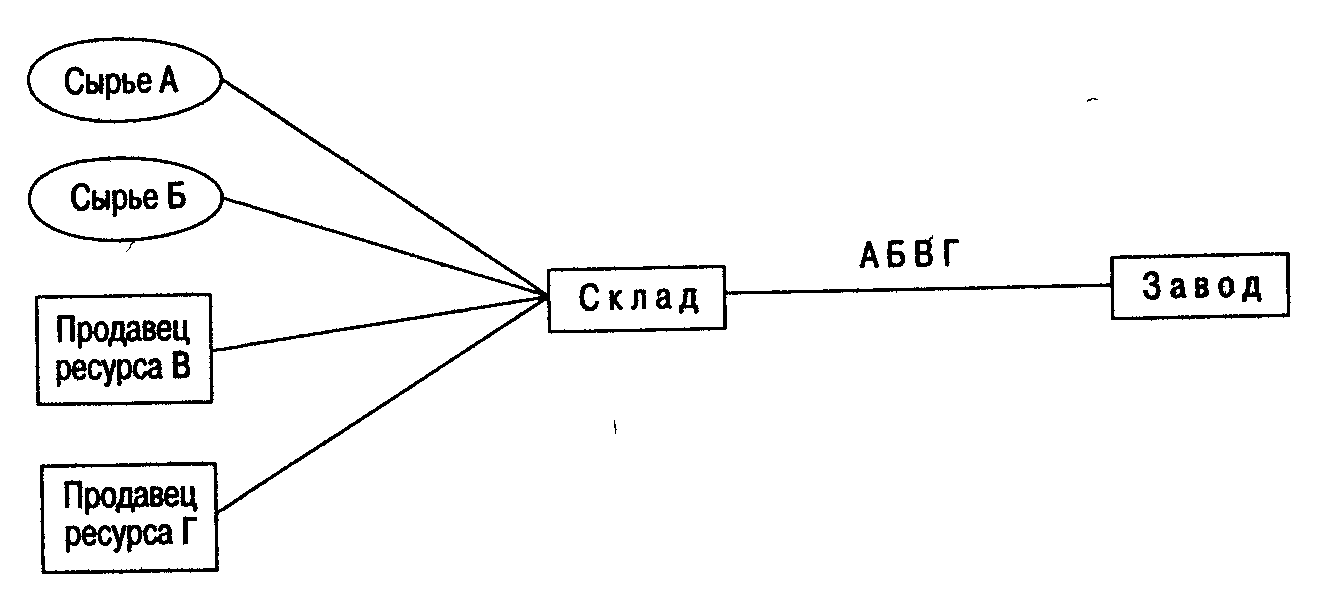 Сырье А
Сырье Б
Продавец
ресурса В
Продавец
ресурса Г
Склад
АБВГ
Завод